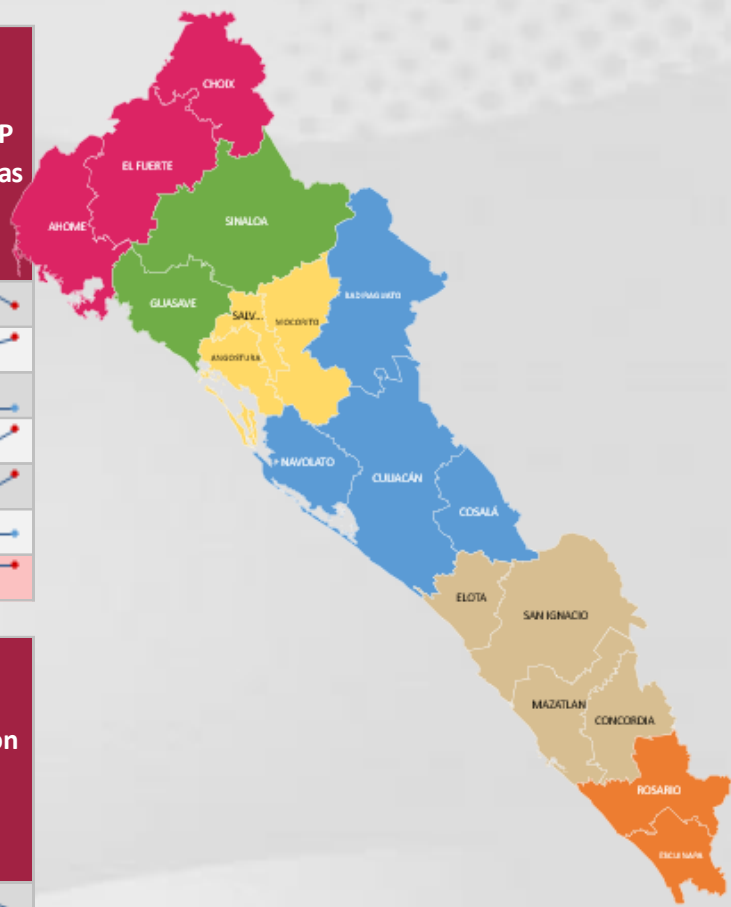 P
as
ón
CHOIX
EL FUERTE
AHOME
SINALOA
GUASAVE
SALV...
MOCORITO
BADIRAGUATO
ANGOSTURA
NAVOLATO
CULIACÁN
COSALÁ
ELOTA
SAN IGNACIO
MAZATLAN
CONCORDIA
ROSARIO
ESCUINAPA